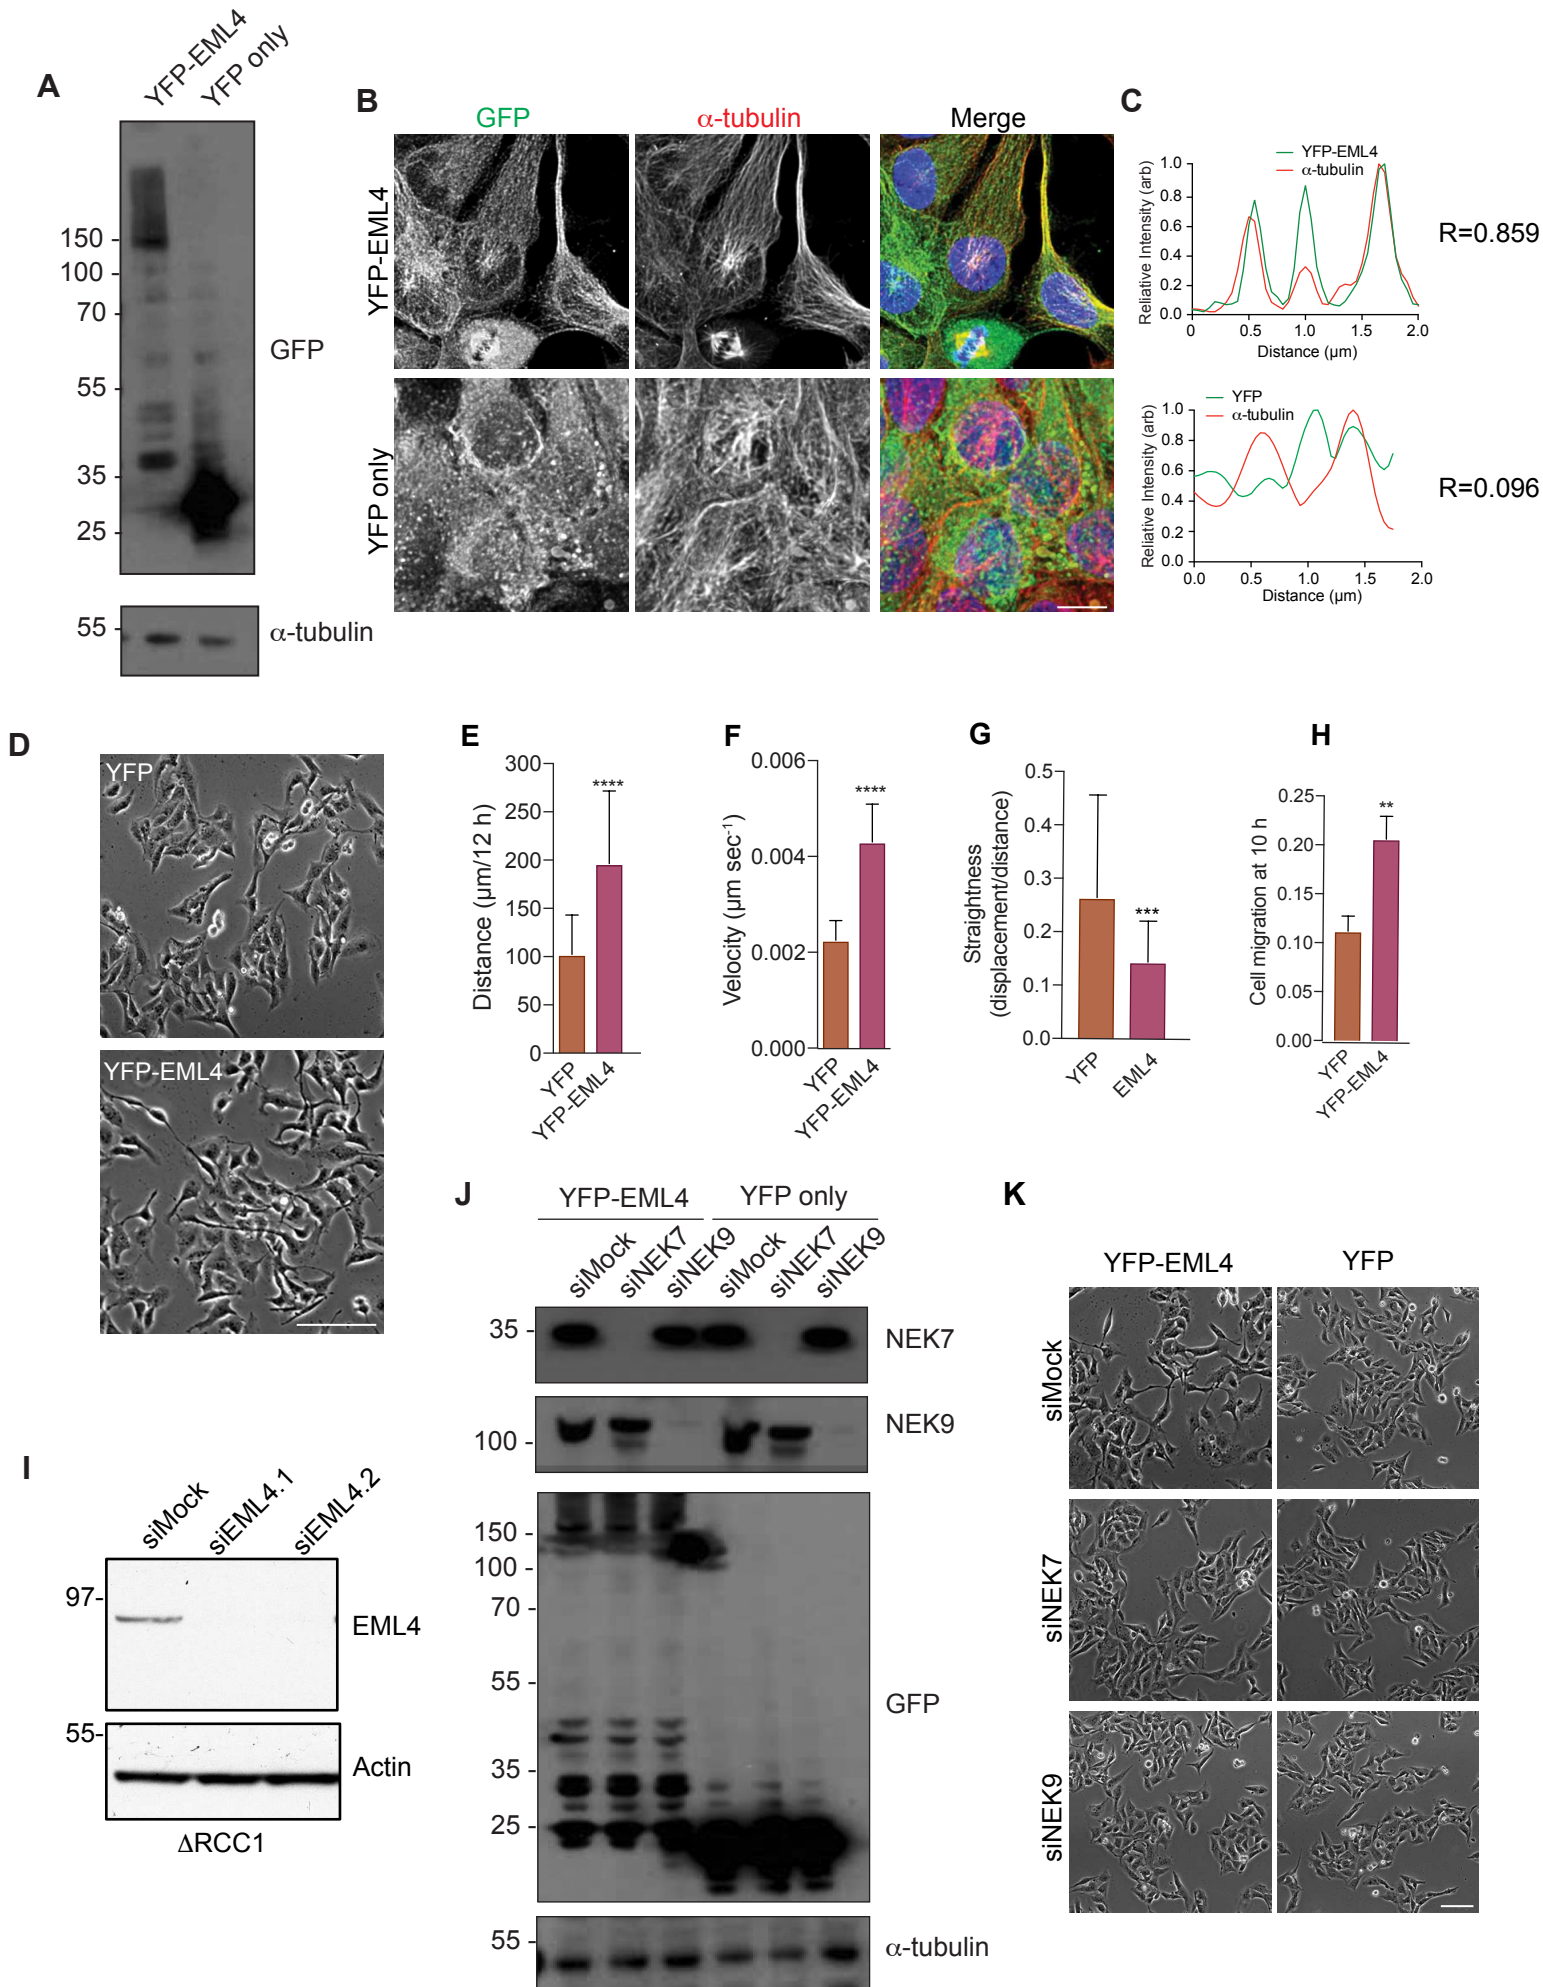 A
YFP-EML4
YFP only
150
100
70
55
35
25
GFP
55
α-tubulin
B
GFP
α-tubulin
Merge
YFP-EML4
YFP only
C
YFP-EML4
α-tubulin
Reliative Intensity (arb)
1.0
0.8
0.6
0.4
0.2
0.0
0
0.5
1.0
1.5
2.0
Distance (µm)
R=0.859
YFP
α-tubulin
Reliative Intensity (arb)
1.0
0.8
0.6
0.4
0.2
0.0
0.0
0.5
1.0
1.5
2.0
Distance (µm)
R=0.096
D
YFP
YFP-EML4
E
Distance (µm/12 h)
300
250
200
150
100
50
0
****
YFP
YFP-EML4
F
Velocity (µm sec-1)
0.006
0.004
0.002
0.000
****
YFP
YFP-EML4
G
Straightness
(displacement/distance)
0.5
0.4
0.3
0.2
0.1
0.0
***
YFP
EML4
H
Cell migration at 10 h
0.25
0.20
0.15
0.10
0.05
0.00
**
YFP
YFP-EML4
I
siMock
siEML4.1
siEML4.2
97-
EML4
55-
Actin
ΔRCC1
J
YFP-EML4
YFP only
siMock
siNEK7
siNEK9
siMock
siNEK7
siNEK9
35 -
NEK7
100 -
NEK9
150 -
100 -
70 -
55 -
35 -
25 -
GFP
55 -
α-tubulin
K
YFP-EML4
YFP
siMock
siNEK7
siNEK9